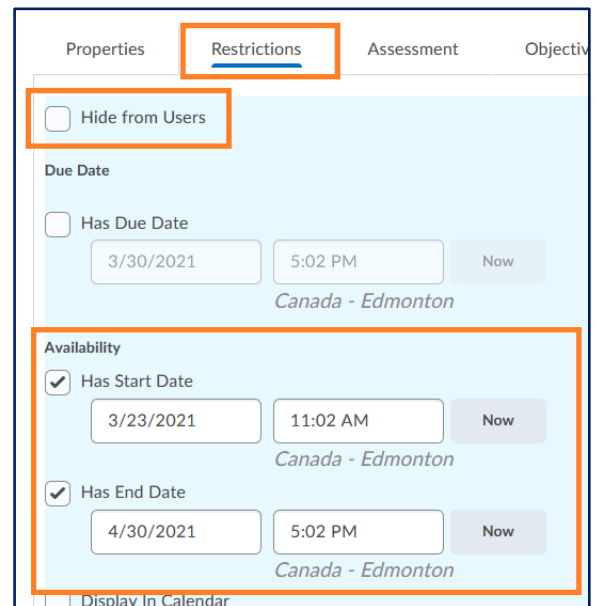 Properties Restrictions Assessment Objectiv
Hide from Users
Due Date
Has Due Date
3/30/2021 5:02 PM Now
Canada - Edmonton
Availability
Has Start Date
3/23/2021 11:02 AM Now
Canada - Edmonton
Has End Date
4/30/2021 5:02 PM Now
Canada - Edmonton
Display In Calendar